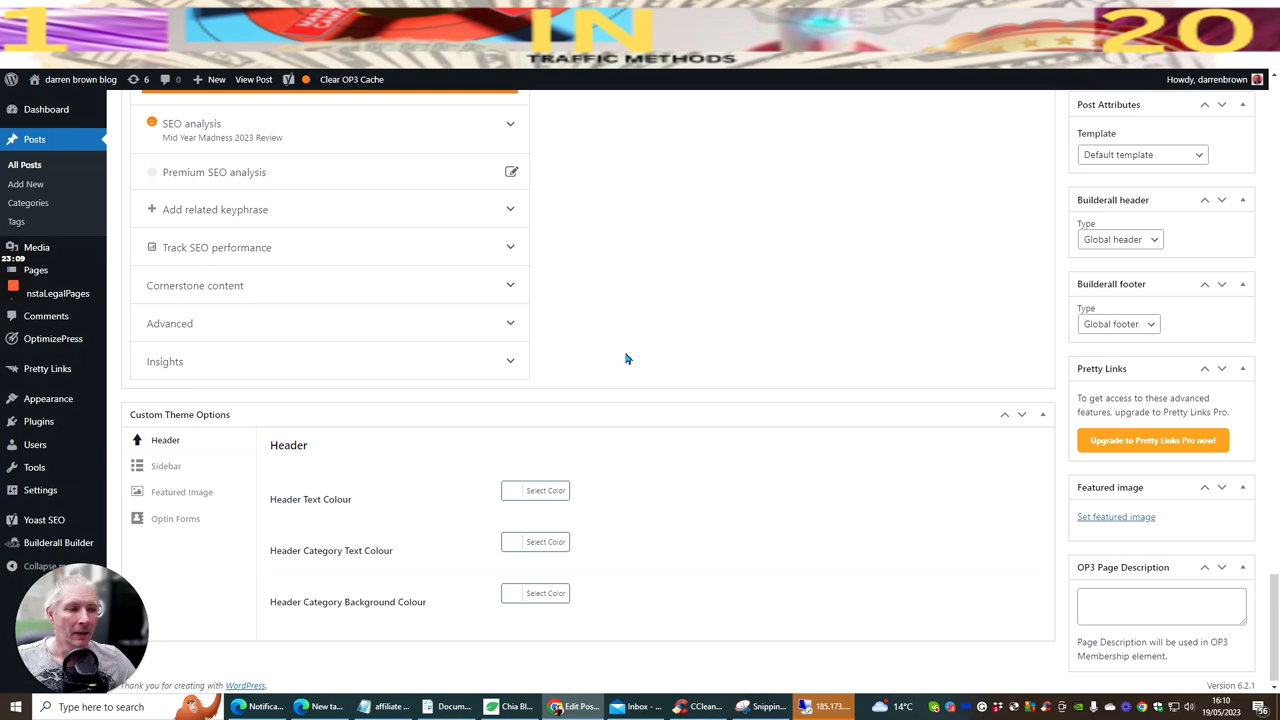 1 IN 20
TRAFFIC METHODS
darren brown blog 6 0 New View Post Clear OP3 Cache Howdy, darrenbrown
Dashboard
Posts
All Posts
Add New
Categories
Tags
Media
23:09
Pages
nstaLegalPages
Comments
OptimizePress
Pretty Links
Appearance
Plugins
Users
Tools
Settings
Yoast SEO
Builderall Builder
Collapse m
SEO analysis
Mid Year Madness 2023 Review
Premium SEO analysis
Add related keyphrase
Track SEO performance
Cornerstone content
Advanced
Insights
Custom Theme Options
Header
Sidebar
Featured Image
Optin Forms
Header
Header Text Colour Select Color
Header Category Text Colour Select Color
Header Category Background Colour Select Color
Post Attributes
Template
Default template
Builderall header
Type
Global header
Builderall footer
Type
Global footer
Pretty Links
To get access to these advanced
features, upgrade to Pretty Links Pro.
Upgrade to Pretty Links Pro now!
Featured image
Set featured image
OP3 Page Description
Page Description will be used in OP3
Membership element.
Thank you for creating with WordPress. Version 6.2.1
Type here to search Notifica... New ta... affiliate ... Docum... Chia Bl... Edit Pos... Inbox - ... CClean... Snippin... 185.173.... 14°C 16:10
19/05/2023